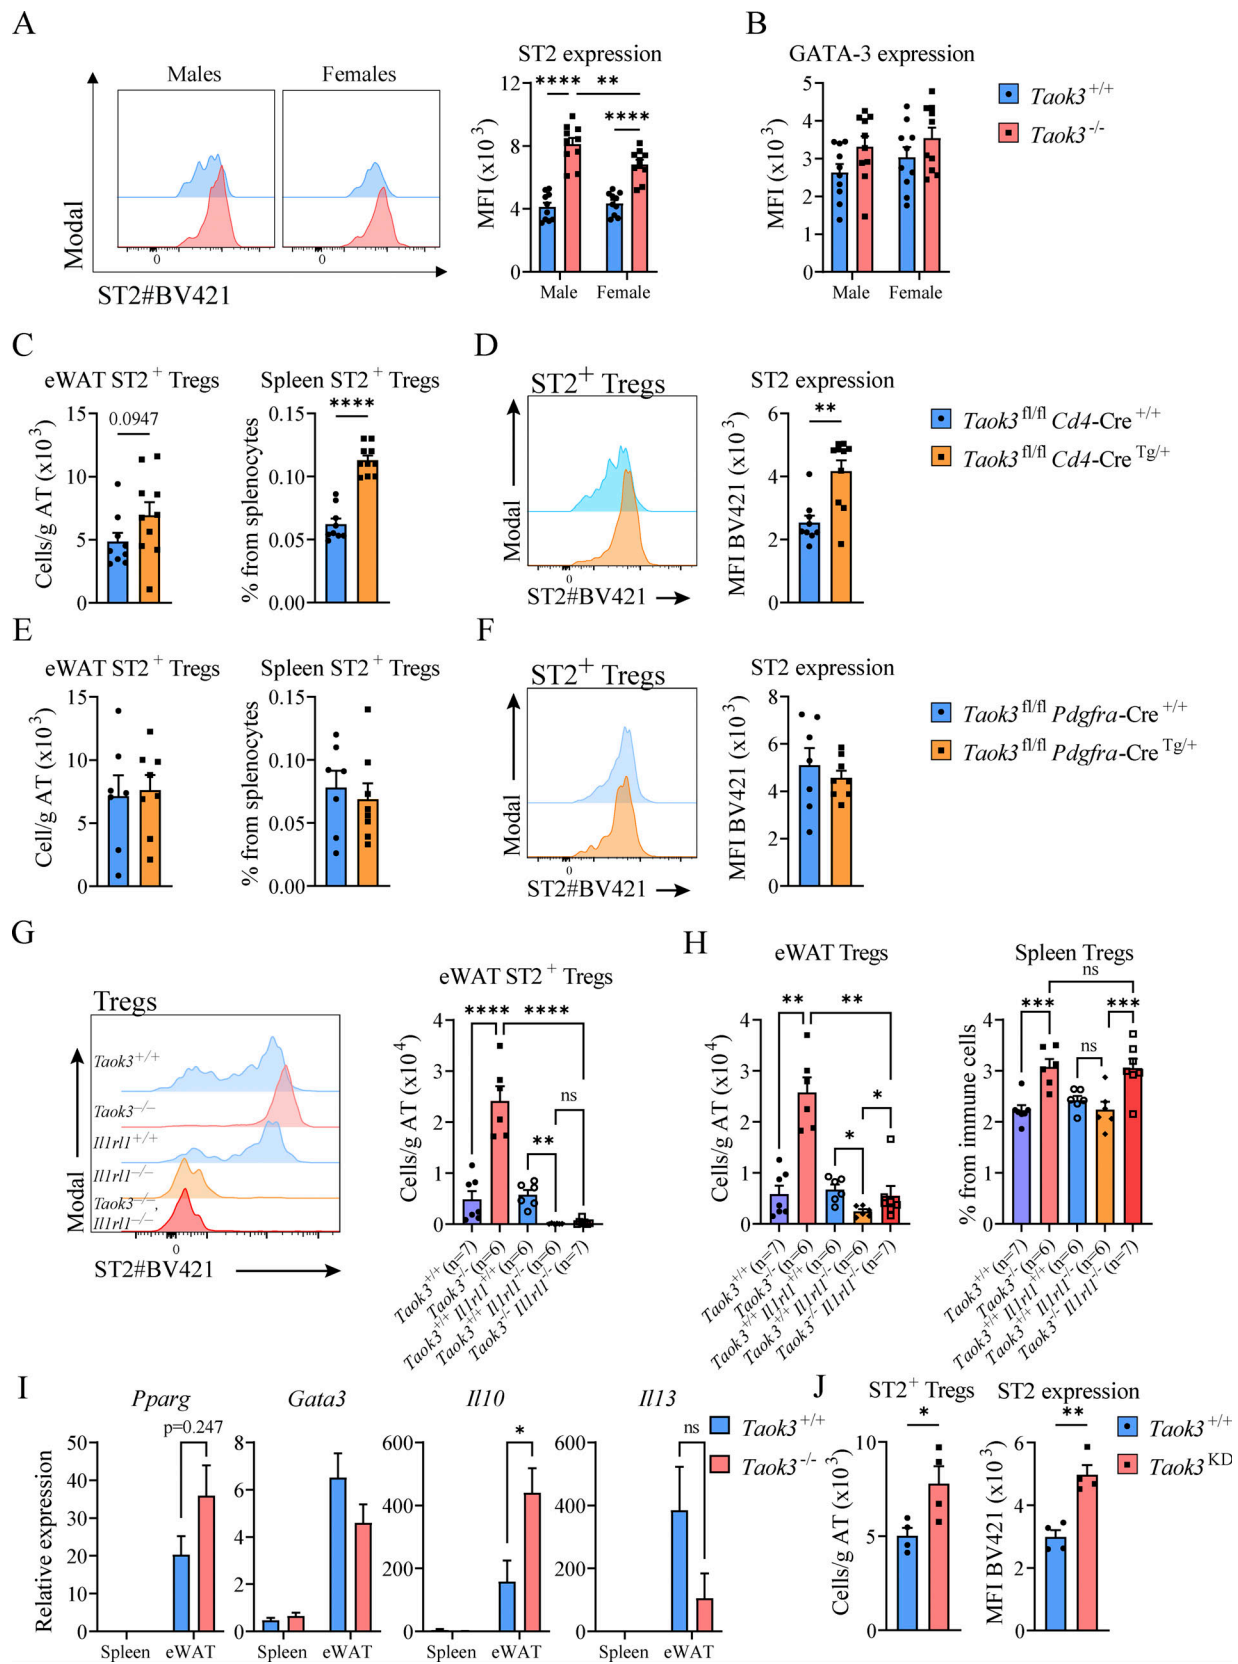 A
Males
Females
Modal
0
0
ST2#BV421
ST2 expression
MFI (x10³)
12
8
4
0
****
**
****
Male
Female
B
GATA-3 expression
MFI (x10³)
5
4
3
2
1
0
Male
Female
Taok3+/+
Taok3-/-
C
eWAT ST2+ Tregs
Cells/g AT (x10³)
15
10
5
0
0.0947
Spleen ST2+ Tregs
% from splenocytes
0.15
0.10
0.05
0.00
****
D
ST2+ Tregs
Modal
0
ST2#BV421
ST2 expression
MFI BV421 (x10³)
6
4
2
0
**
Taok3fl/fl Cd4-Cre+/+
Taok3fl/fl Cd4-CreTg/+
E
eWAT ST2+ Tregs
Cell/g AT (x10³)
15
10
5
0
Spleen ST2+ Tregs
% from splenocytes
0.15
0.10
0.05
0.00
F
ST2+ Tregs
Modal
0
ST2#BV421
ST2 expression
MFI BV421 (x10³)
8
6
4
2
0
Taok3fl/fl Pdgfra-Cre+/+
Taok3fl/fl Pdgfra-CreTg/+
G
Tregs
Modal
Taok3+/+
Taok3−/−
Il1rl1+/+
Il1rl1−/−
Taok3−/−,
Il1rl1−/−
0
ST2#BV421
eWAT ST2+ Tregs
Cells/g AT (x10⁴)
4
3
2
1
0
****
****
**
ns
Taok3+/+ (n=7)
Taok3-/- (n=6)
Taok3+/+ Il1rl1+/+ (n=6)
Taok3+/+ Il1rl1-/- (n=6)
Taok3-/- Il1rl1-/- (n=7)
H
eWAT Tregs
Cells/g AT (x10⁴)
4
3
2
1
0
**
**
*
*
Taok3+/+ (n=7)
Taok3-/- (n=6)
Taok3+/+ Il1rl1+/+ (n=6)
Taok3+/+ Il1rl1-/- (n=6)
Taok3-/- Il1rl1-/- (n=7)
Spleen Tregs
% from immune cells
4
3
2
1
0
ns
***
***
ns
Taok3+/+ (n=7)
Taok3-/- (n=6)
Taok3+/+ Il1rl1+/+ (n=6)
Taok3+/+ Il1rl1-/- (n=6)
Taok3-/- Il1rl1-/- (n=7)
I
Relative expression
Pparg
p=0.247
50
40
30
20
10
0
Spleen
eWAT
Gata3
8
6
4
2
0
Spleen
eWAT
Il10
600
400
200
0
*
Spleen
eWAT
Il13
600
400
200
0
ns
Spleen
eWAT
Taok3+/+
Taok3-/-
J
ST2+ Tregs
Cells/g AT (x10³)
10
5
0
*
ST2 expression
MFI BV421 (x10³)
6
4
2
0
**
Taok3+/+
Taok3KD